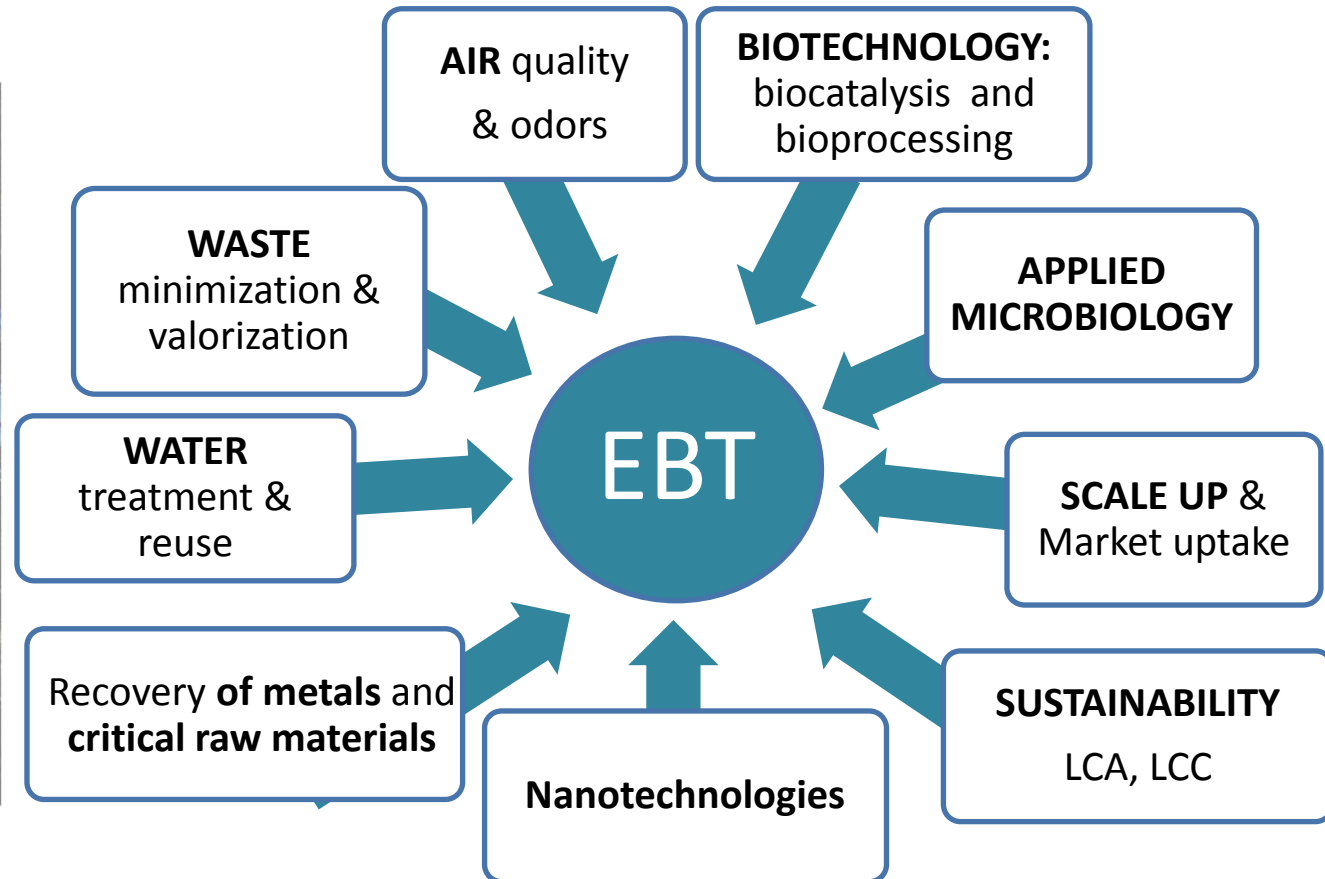 AIR quality
& odors
BIOTECHNOLOGY:
biocatalysis and
bioprocessing
WASTE
minimization &
valorization
APPLIED
MICROBIOLOGY
WATER
treatment &
reuse
EBT
SCALE UP &
Market uptake
Recovery of metals and
critical raw materials
Nanotechnologies
SUSTAINABILITY
LCA, LCC